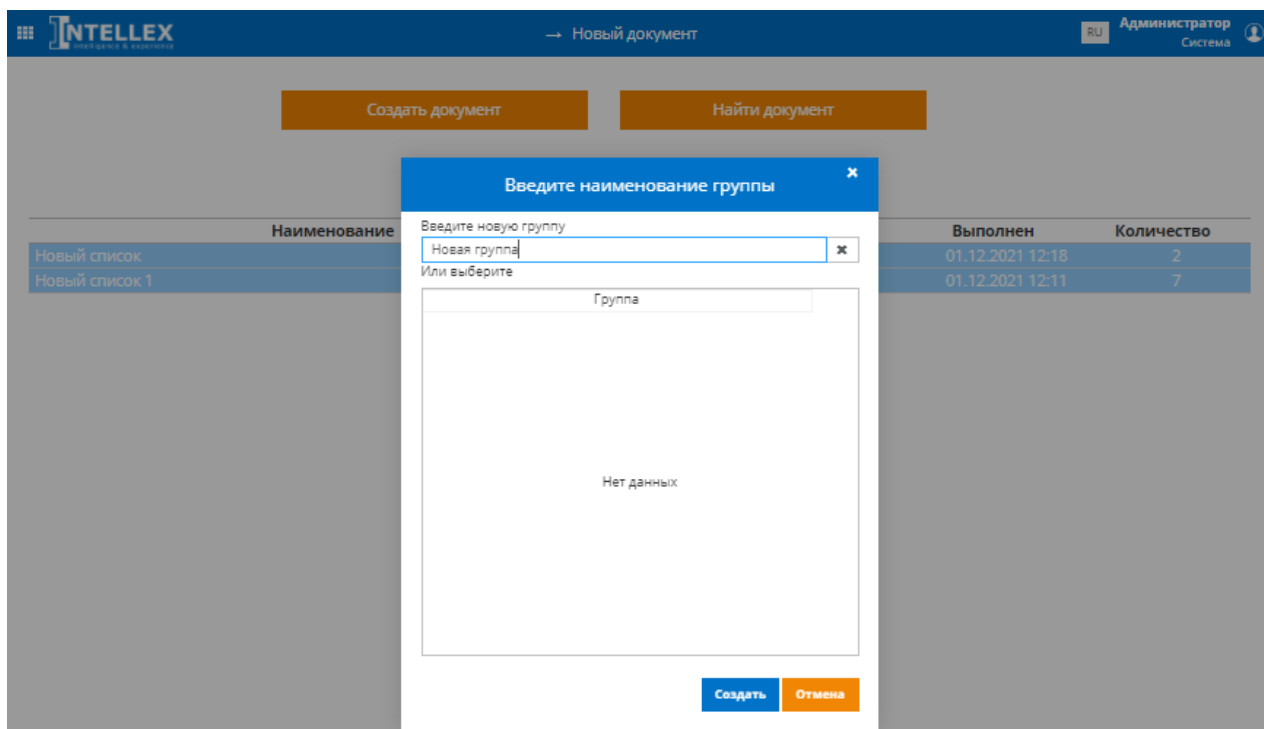 INTELLEX
intelligence & experience
→ Новый документ
RU
Администратор
Система
Создать документ
Найти документ
Введите наименование группы
Наименование
Выполнен
Количество
Новый список
01.12.2021 12:18
2
Новый список 1
01.12.2021 12:11
7
Введите новую группу
Новая группа
Или выберите
Группа
Нет данных
Создать
Отмена